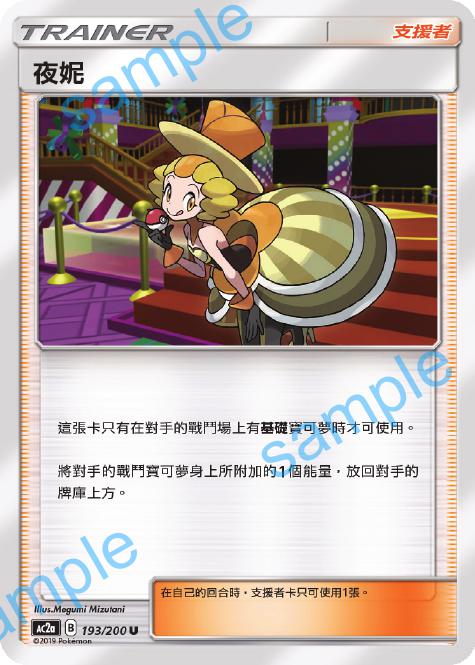 TRAINER
支援者
夜妮
sample
這張卡只有在對手的戰鬥場上有基礎寶可夢時才可使用。
sample
將對手的戰鬥寶可夢身上所附加的1個能量，放回對手的
牌庫上方。
sample
在自己的回合時，支援者卡只可使用1張。
Illus.Megumi Mizutani
AC2a B 193/200 U
©2019 Pokémon